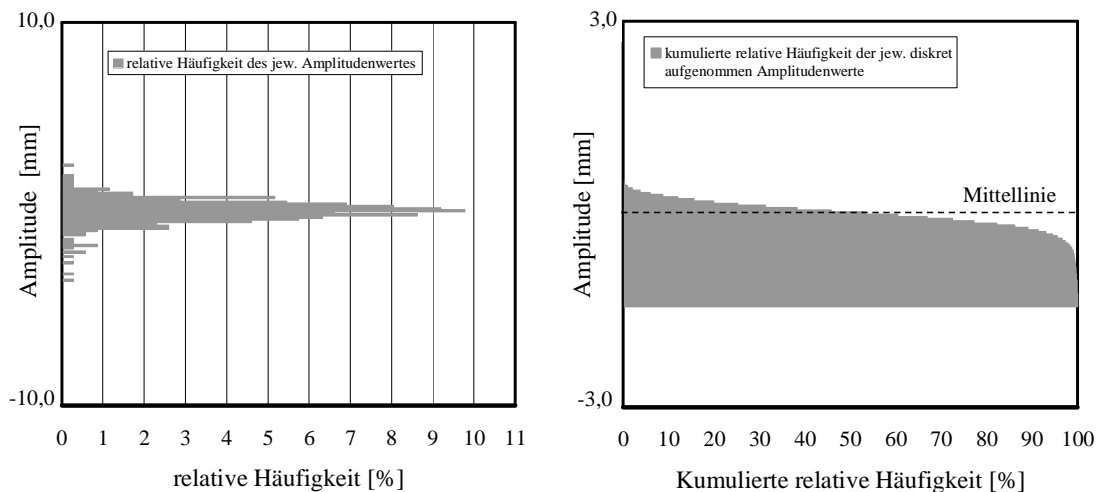 10,0
relative Häufigkeit des jew. Amplitudenwertes
Amplitude [mm]
-10,0
0 1 2 3 4 5 6 7 8 9 10 11
relative Häufigkeit [%]
3,0
kumulierte relative Häufigkeit der jew. diskret
aufgenommen Amplitudenwerte
Amplitude [mm]
Mittellinie
-3,0
0 10 20 30 40 50 60 70 80 90 100
Kumulierte relative Häufigkeit [%]